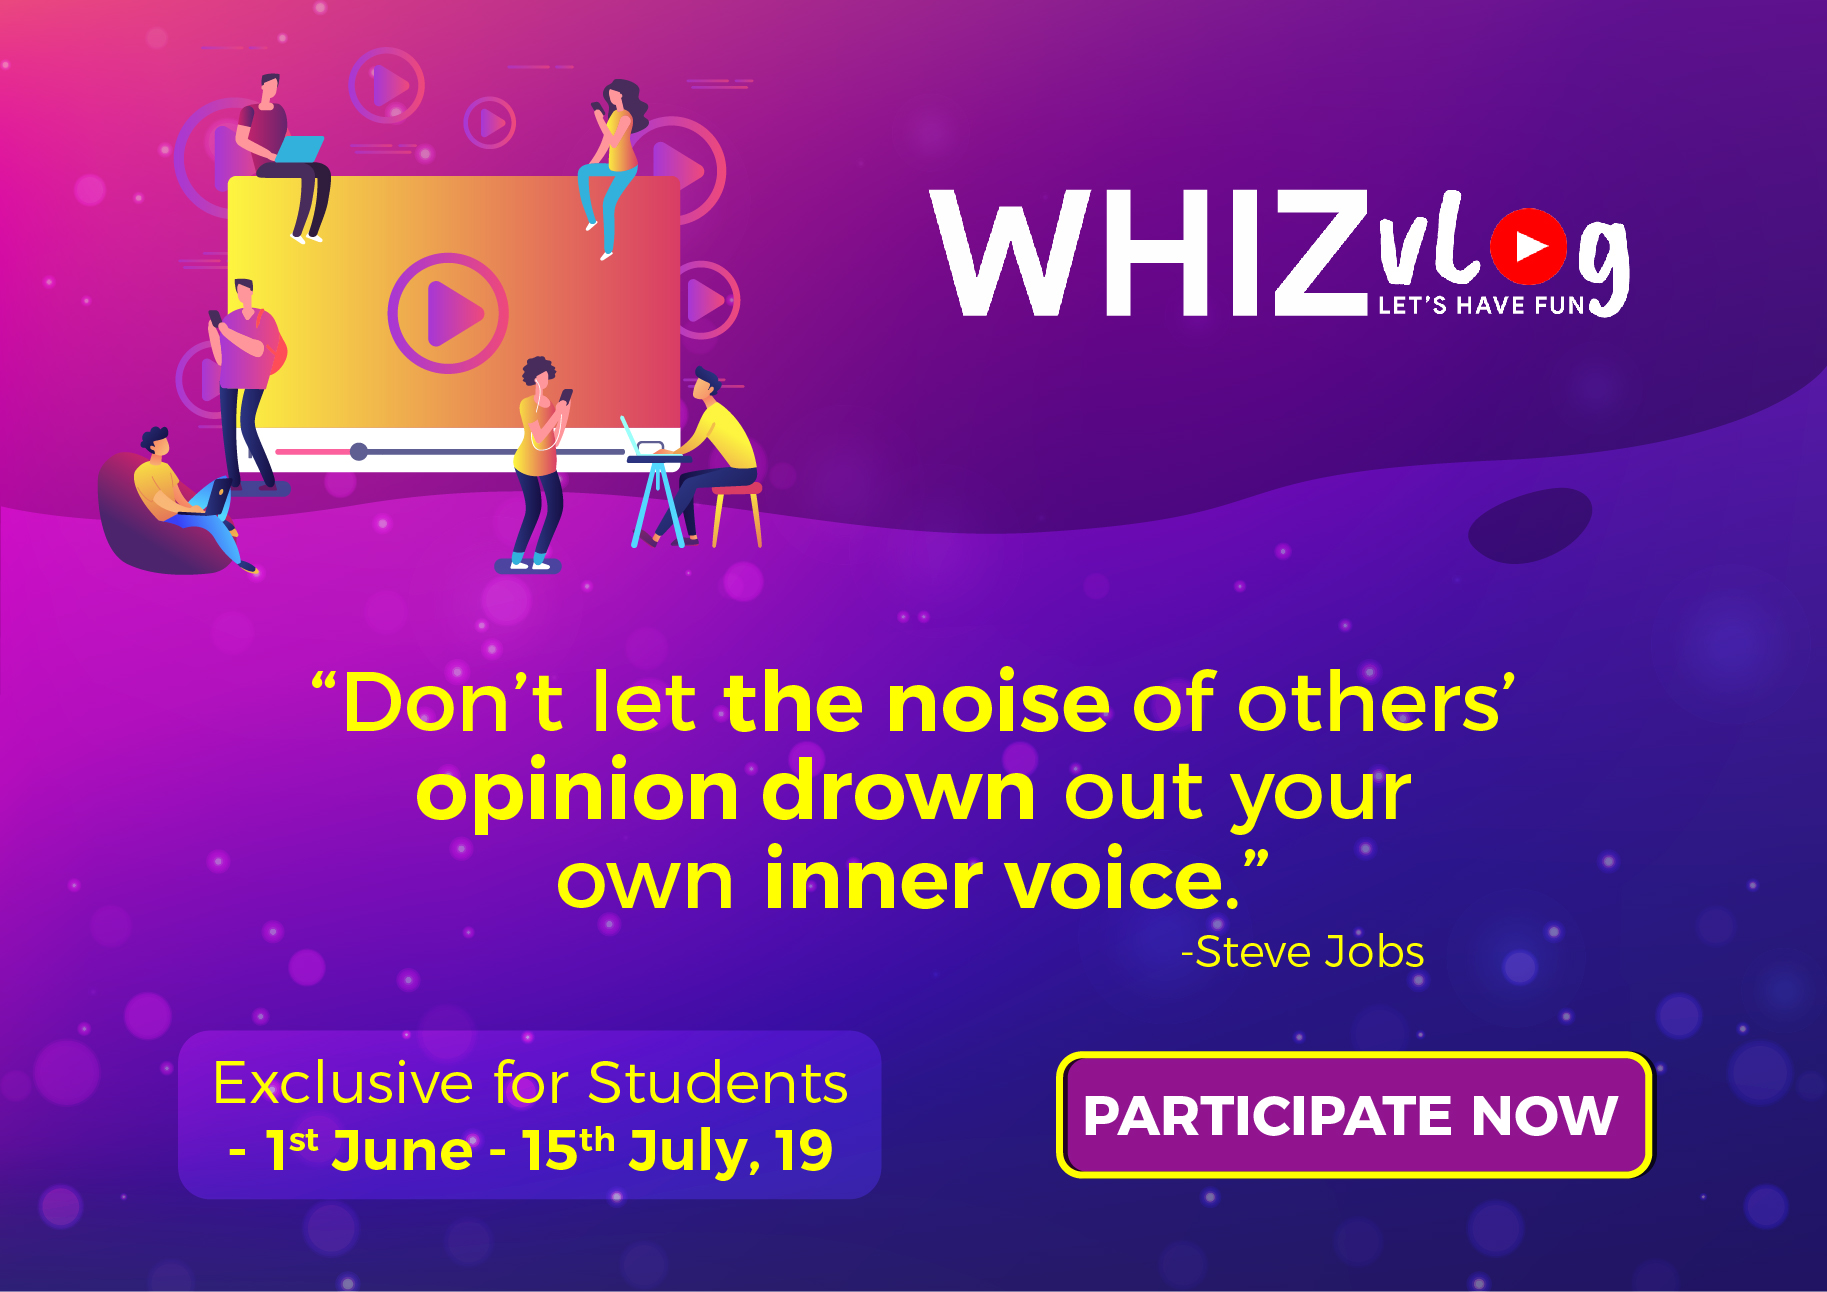 WHIZ vlog
LET'S HAVE FUN
“Don’t let the noise of others’
opinion drown out your
own inner voice.”
-Steve Jobs
Exclusive for Students
- 1st June - 15th July, 19
PARTICIPATE NOW